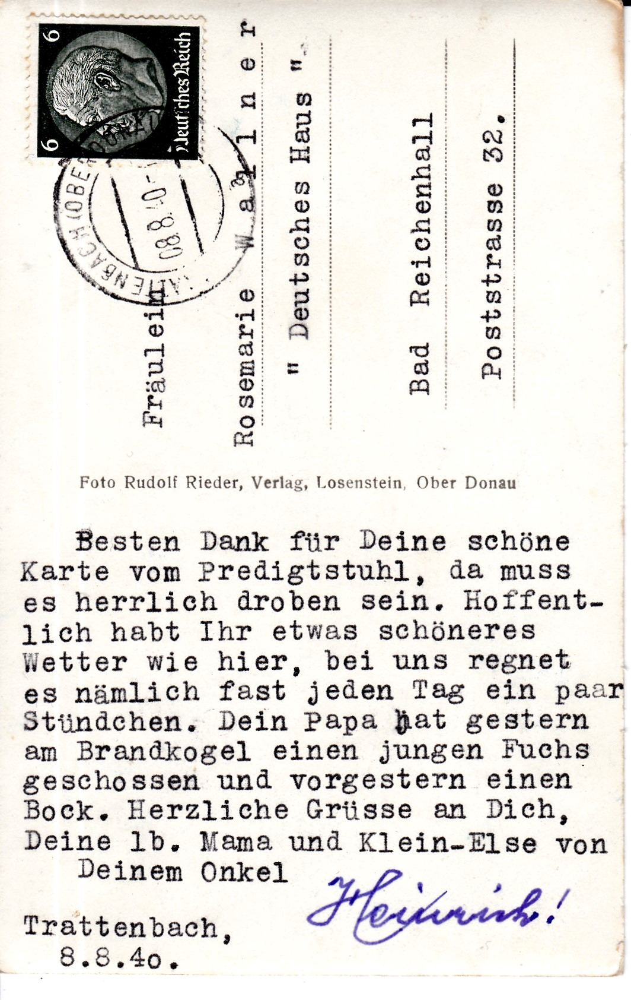 6 6
Deutsches Reich
TRATTENBACH (OBERDONAU)
08.8.40-
Fräulein
Rosemarie Wallner
" Deutsches Haus "
Bad Reichenhall
Poststrasse 32.
Foto Rudolf Rieder, Verlag, Losenstein, Ober Donau
Besten Dank für Deine schöne
Karte vom Predigtstuhl, da muss
es herrlich droben sein. Hoffent-
lich habt Ihr etwas schöneres
Wetter wie hier, bei uns regnet
es nämlich fast jeden Tag ein paar
Stündchen. Dein Papa hat gestern
am Brandkogel einen jungen Fuchs
geschossen und vorgestern einen
Bock. Herzliche Grüsse an Dich,
Deine lb. Mama und Klein-Else von
Deinem Onkel
Heinrich!
Trattenbach,
8.8.4o.